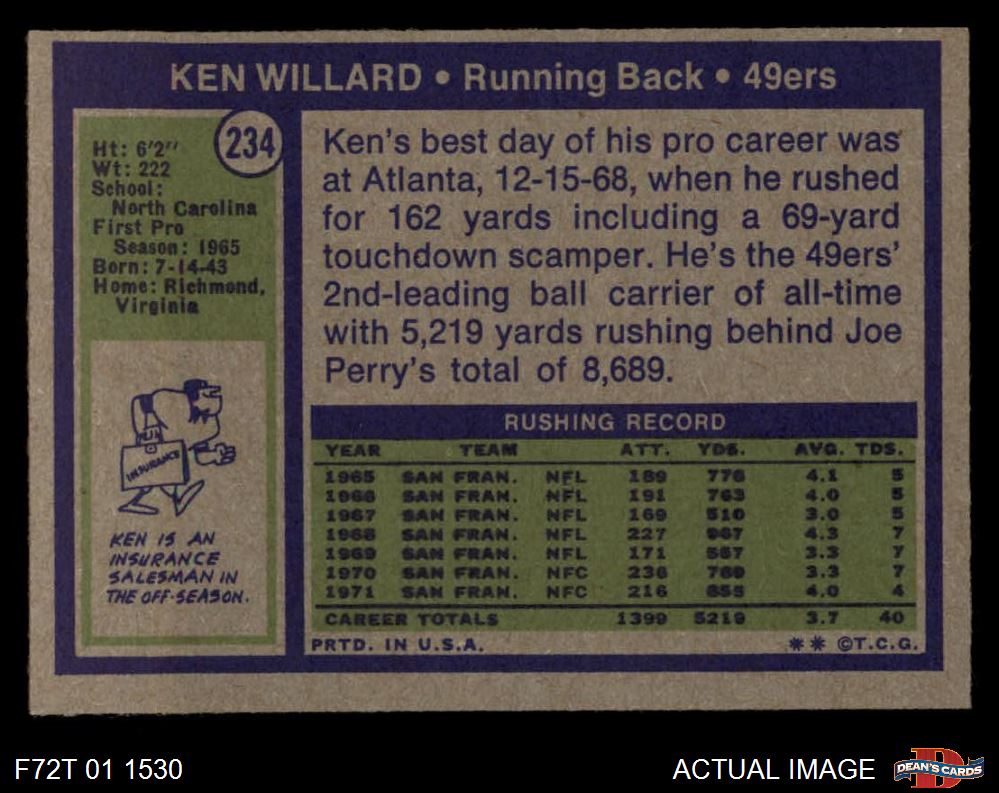 KEN WILLARD • Running Back • 49ers
234
Ht: 6'2"
Wt: 222
School:
North Carolina
First Pro
Season: 1965
Born: 7-14-43
Home: Richmond,
Virginia
INSURANCE
KEN IS AN
INSURANCE
SALESMAN IN
THE OFF-SEASON.
Ken's best day of his pro career was
at Atlanta, 12-15-68, when he rushed
for 162 yards including a 69-yard
touchdown scamper. He's the 49ers'
2nd-leading ball carrier of all-time
with 5,219 yards rushing behind Joe
Perry's total of 8,689.
RUSHING RECORD
YEAR TEAM ATT. YDS. AVG. TDS.
1965 SAN FRAN. NFL 189 778 4.1 5
1966 SAN FRAN. NFL 191 763 4.0 5
1967 SAN FRAN. NFL 169 510 3.0 5
1968 SAN FRAN. NFL 227 967 4.3 7
1969 SAN FRAN. NFL 171 557 3.3 7
1970 SAN FRAN. NFC 236 789 3.3 7
1971 SAN FRAN. NFC 216 855 4.0 4
CAREER TOTALS 1399 5219 3.7 40
PRTD. IN U.S.A. ** ©T.C.G.
F72T 01 1530
ACTUAL IMAGE
D
DEAN'S CARDS